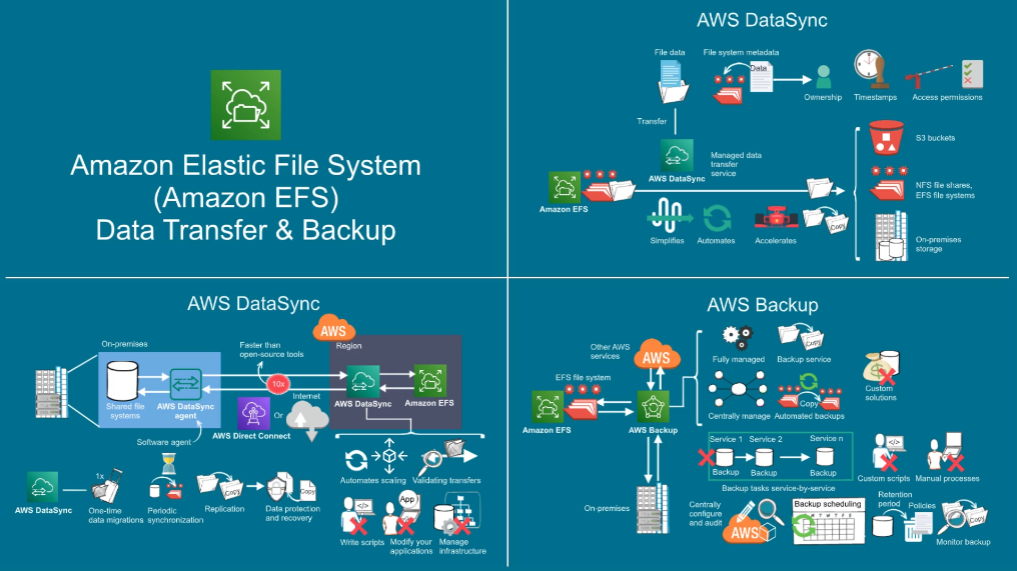 Amazon Elastic File System
(Amazon EFS)
Data Transfer & Backup
AWS DataSync
File data
File system metadata
Data
Ownership
Timestamps
Access permissions
Transfer
AWS DataSync
Managed data
transfer
service
Amazon EFS
Simplifies
Automates
Accelerates
Copy
S3 buckets
NFS file shares,
EFS file systems
On-premises
storage
AWS DataSync
On-premises
Shared file
systems
AWS DataSync
agent
Software agent
Faster than
open-source tools
10x
AWS Direct Connect
Or
Internet
AWS
Region
AWS DataSync
Amazon EFS
Automates scaling
Validating transfers
AWS DataSync
1x
One-time
data migrations
Periodic
synchronization
Copy
Replication
Copy
Data protection
and recovery
Write scripts
App
Modify your
applications
Manage
infrastructure
AWS Backup
Other AWS
services
AWS
EFS file system
Amazon EFS
AWS Backup
On-premises
Fully managed
Copy
Backup service
Centrally manage
Copy
Automated backups
Custom
solutions
Service 1
Service 2
Service n
Backup
Backup
Backup
Backup tasks service-by-service
Custom scripts
Manual processes
Centrally
configure
and audit
AWS
Backup scheduling
M T W T F S
Retention
period
Policies
Copy
Monitor backup